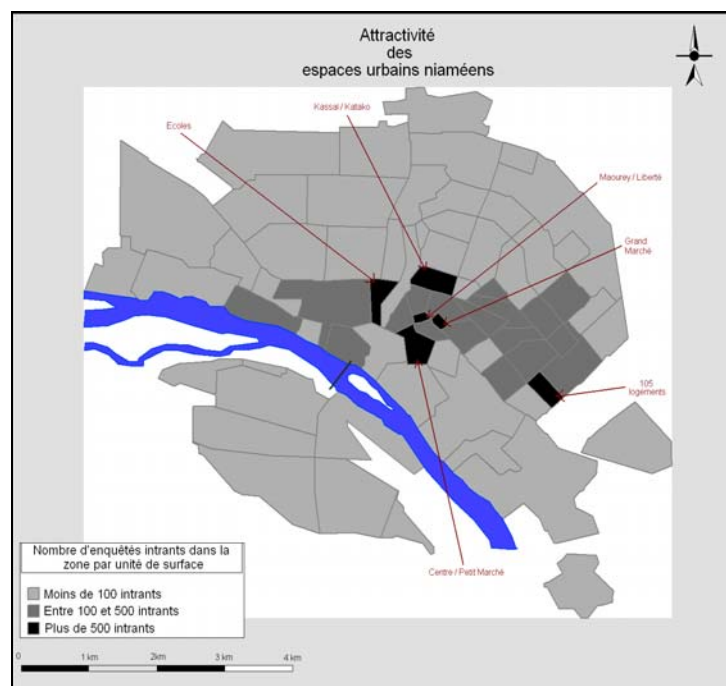 Attractivité
des
espaces urbains niaméens
Kassaï / Katako
Ecoles
Maourey / Liberté
Grand
Marché
105
logements
Centre / Petit Marché
Nombre d'enquêtés intrants dans la
zone par unité de surface
Moins de 100 intrants
Entre 100 et 500 intrants
Plus de 500 intrants
0 1 km 2km 3 km 4 km